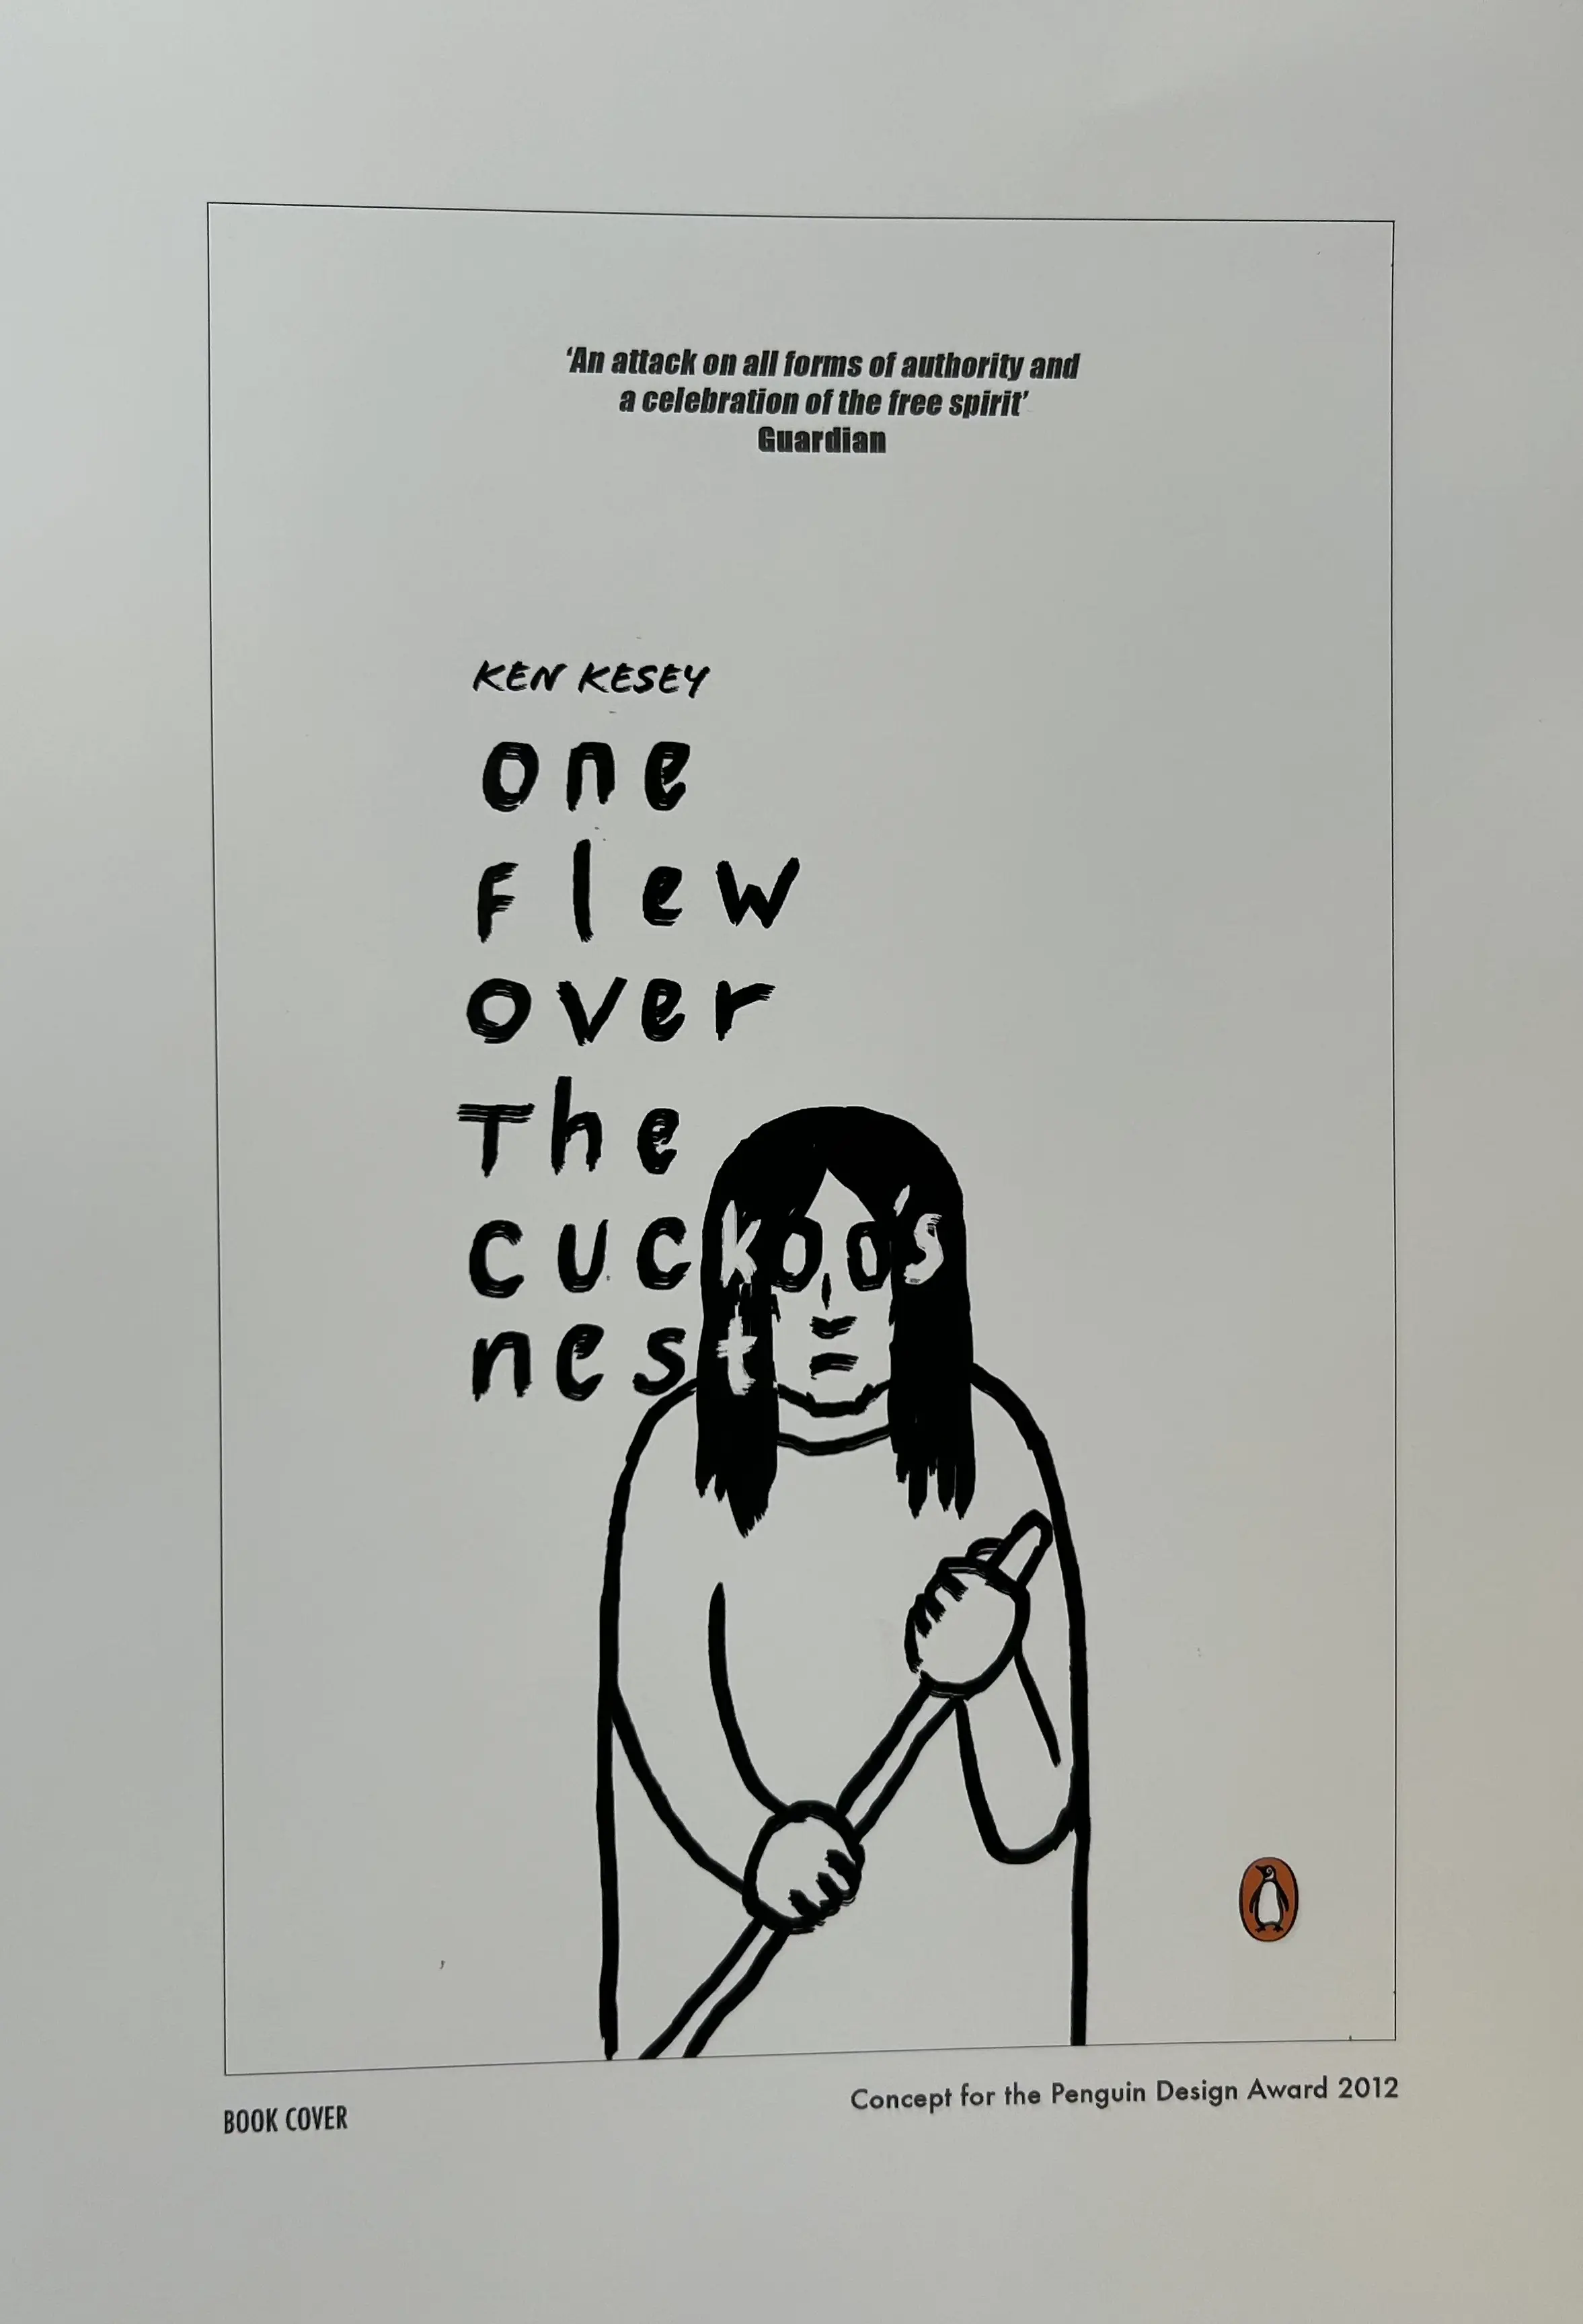 ‘An attack on all forms of authority and
a celebration of the free spirit’
Guardian
KEN KESEY
one
Flew
over
The
cuckoo's
nest
BOOK COVER
Concept for the Penguin Design Award 2012